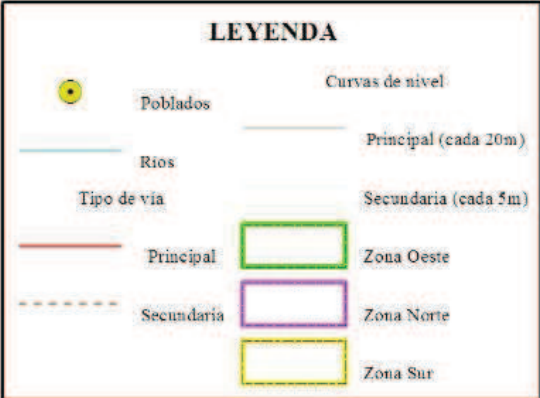 LEYENDA
Poblados
Rios
Tipo de vía
Principal
Secundaria
Curvas de nivel
Principal (cada 20m)
Secundaria (cada 5m)
Zona Oeste
Zona Norte
Zona Sur